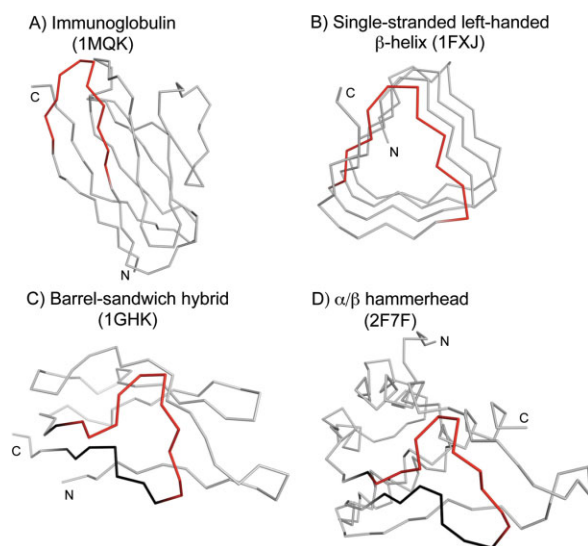 A) Immunoglobulin
(1MQK)
C
N
B) Single-stranded left-handed
β-helix (1FXJ)
C
N
C) Barrel-sandwich hybrid
(1GHK)
C
N
D) α/β hammerhead
(2F7F)
N
C